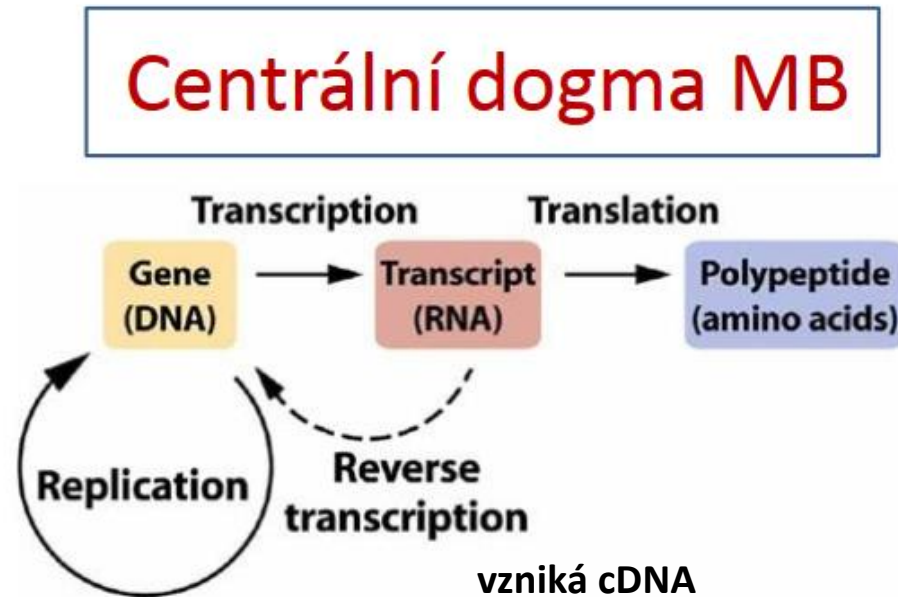 Centrální dogma MB
Transcription
Translation
Gene
(DNA)
Transcript
(RNA)
Polypeptide
(amino acids)
Replication
Reverse
transcription
vzniká cDNA